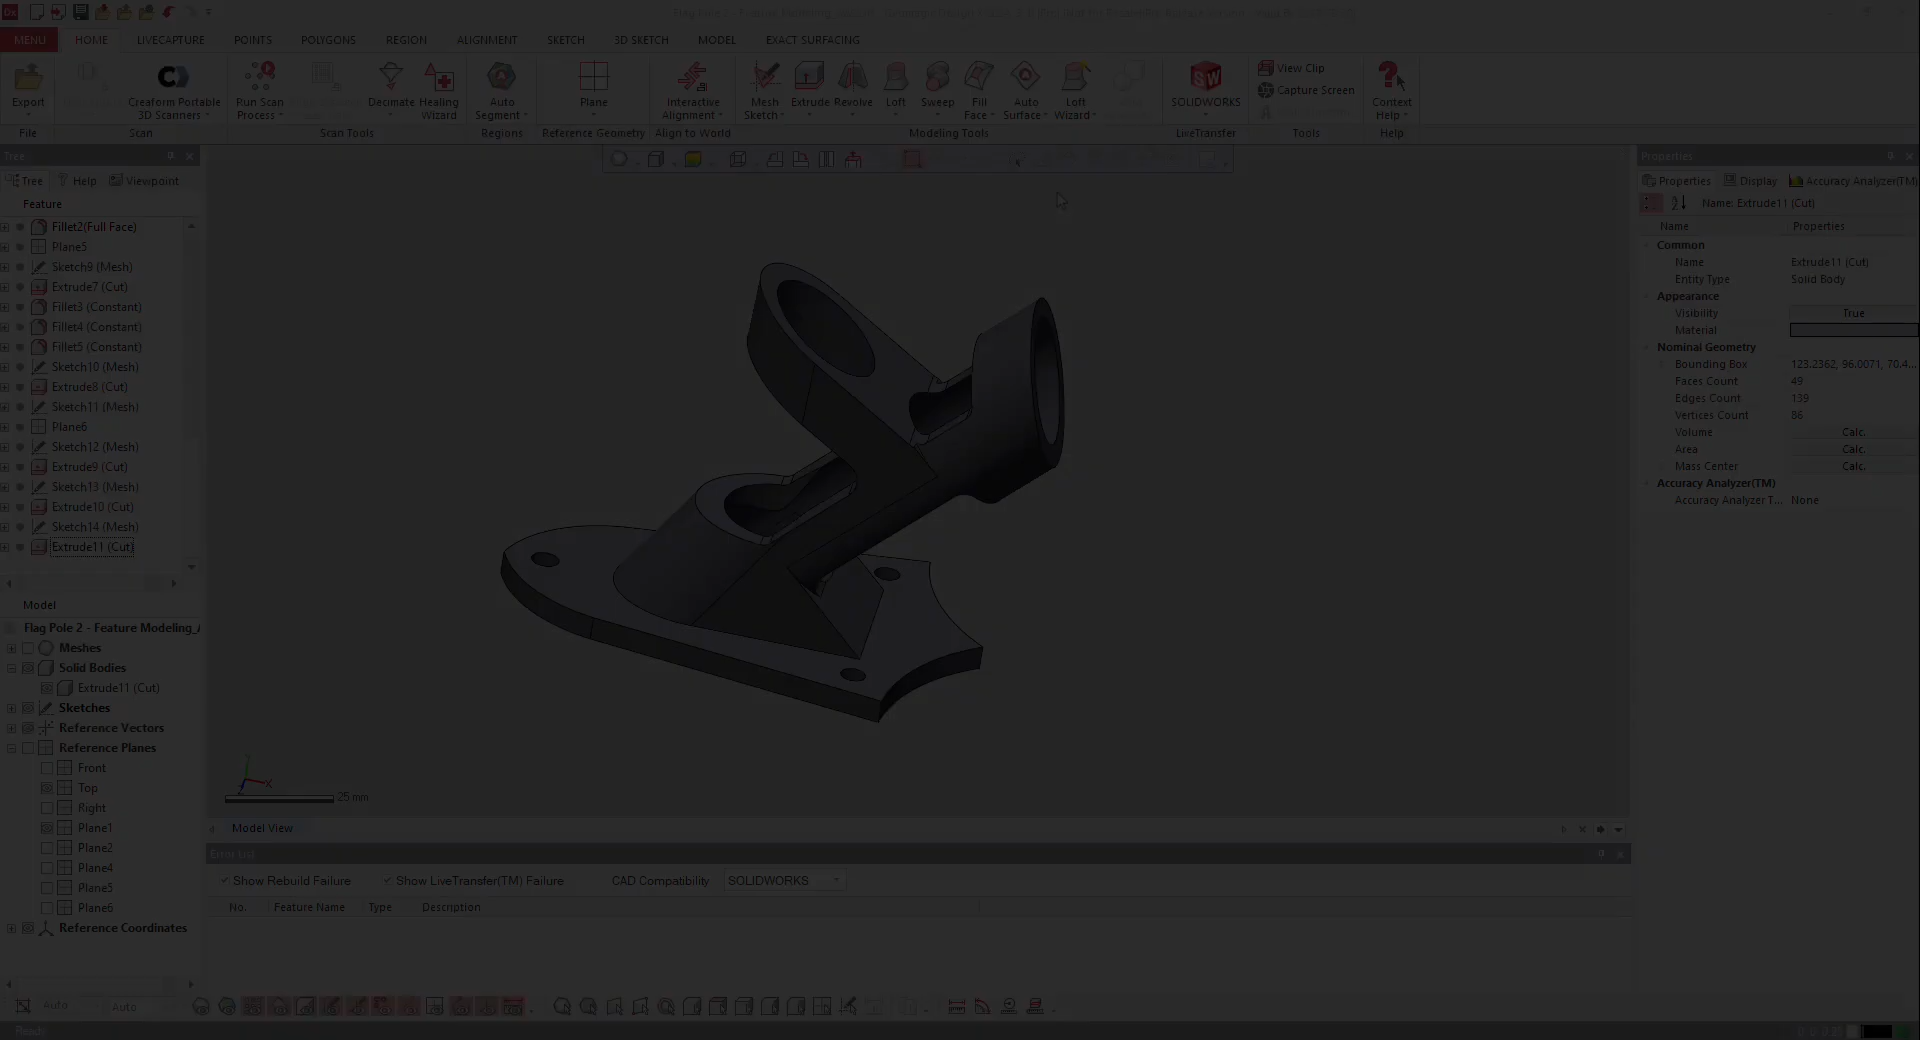 MENU HOME LIVECAPTURE POINTS POLYGONS REGION ALIGNMENT SKETCH 3D SKETCH MODEL EXACT SURFACING
Export
Creaform Portable
3D Scanners
Run Scan
Process
Decimate
Healing
Wizard
Auto
Segment
Plane
Interactive
Alignment
Mesh
Sketch
Extrude
Revolve
Loft
Sweep
Fill
Face
Auto
Surface
Loft
Wizard
SOLIDWORKS
View Clip
Capture Screen
Context
Help
File Scan Scan Tools Regions Reference Geometry Align to World Modeling Tools LiveTransfer Tools Help
Tree
Tree Help Viewpoint
Feature
Fillet2(Full Face)
Plane5
Sketch9 (Mesh)
Extrude7 (Cut)
Fillet3 (Constant)
Fillet4 (Constant)
Fillet5 (Constant)
Sketch10 (Mesh)
Extrude8 (Cut)
Sketch11 (Mesh)
Plane6
Sketch12 (Mesh)
Extrude9 (Cut)
Sketch13 (Mesh)
Extrude10 (Cut)
Sketch14 (Mesh)
Extrude11 (Cut)
Model
Flag Pole 2 - Feature Modeling_
Meshes
Solid Bodies
Extrude11 (Cut)
Sketches
Reference Vectors
Reference Planes
Front
Top
Right
Plane1
Plane2
Plane4
Plane5
Plane6
Reference Coordinates
Auto Auto
Ready
X
25 mm
Model View
Error List
Show Rebuild Failure Show LiveTransfer(TM) Failure CAD Compatibility SOLIDWORKS
No. Feature Name Type Description
Properties
Properties Display Accuracy Analyzer(TM)
Name: Extrude11 (Cut)
Name Properties
Common
Name Extrude11 (Cut)
Entity Type Solid Body
Appearance
Visibility True
Material
Nominal Geometry
Bounding Box 123.2362, 96.0071, 70.4...
Faces Count 49
Edges Count 139
Vertices Count 86
Volume Calc.
Area Calc.
Mass Center Calc.
Accuracy Analyzer(TM)
Accuracy Analyzer T... None